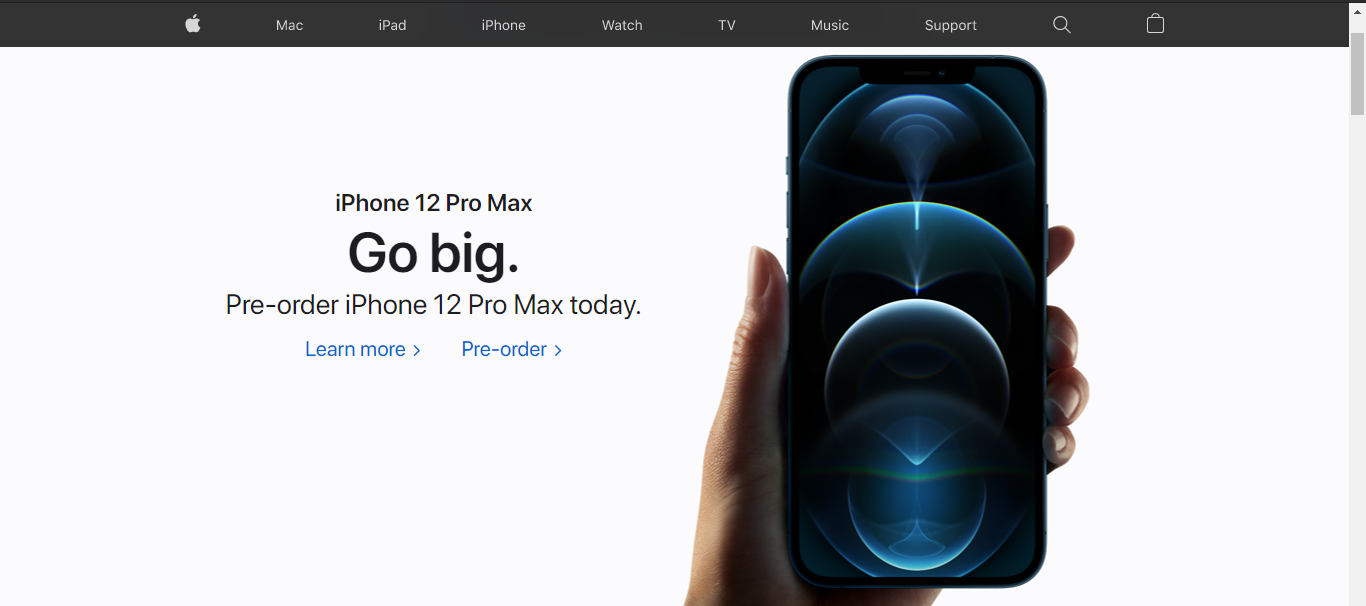 Mac iPad iPhone Watch TV Music Support
iPhone 12 Pro Max
Go big.
Pre-order iPhone 12 Pro Max today.
Learn more > Pre-order >